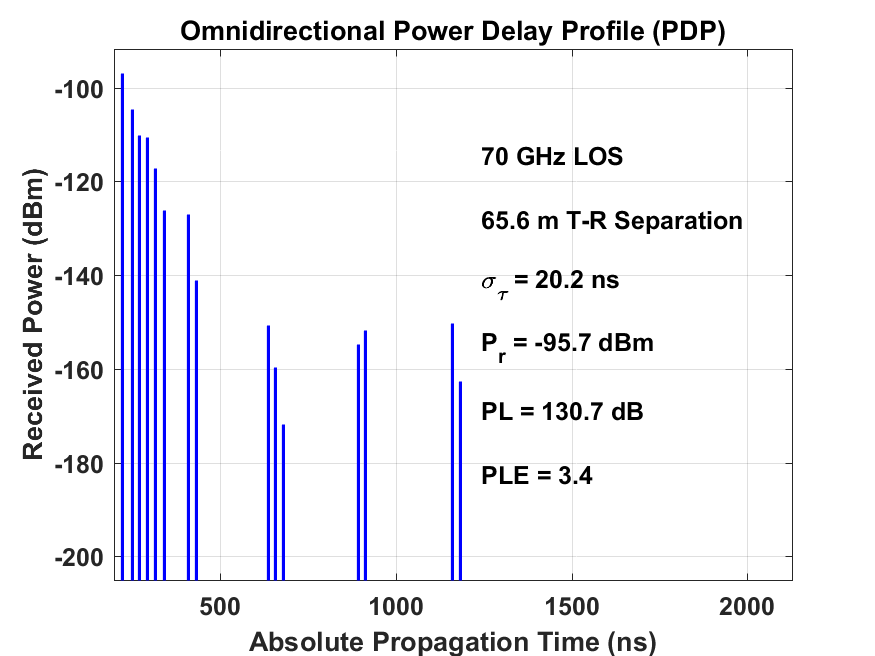 Omnidirectional Power Delay Profile (PDP)
Received Power (dBm)
-100
-120
-140
-160
-180
-200
70 GHz LOS
65.6 m T-R Separation
σ_τ = 20.2 ns
P_r = -95.7 dBm
PL = 130.7 dB
PLE = 3.4
500 1000 1500 2000
Absolute Propagation Time (ns)